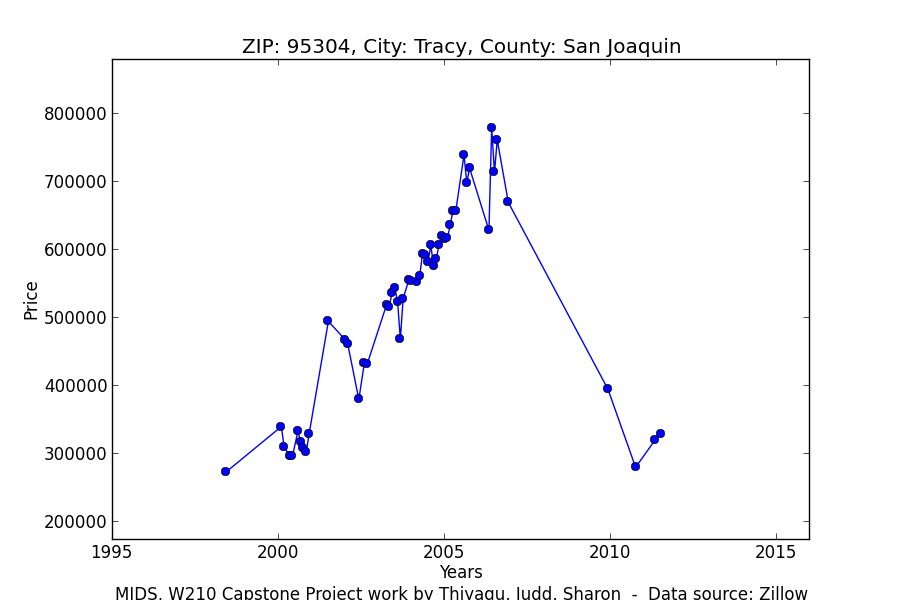 ZIP: 95304, City: Tracy, County: San Joaquin
800000
700000
600000
500000
400000
300000
200000
Price
1995 2000 2005 2010 2015
Years
MIDS, W210 Capstone Project work by Thiyagu, Judd, Sharon - Data source: Zillow